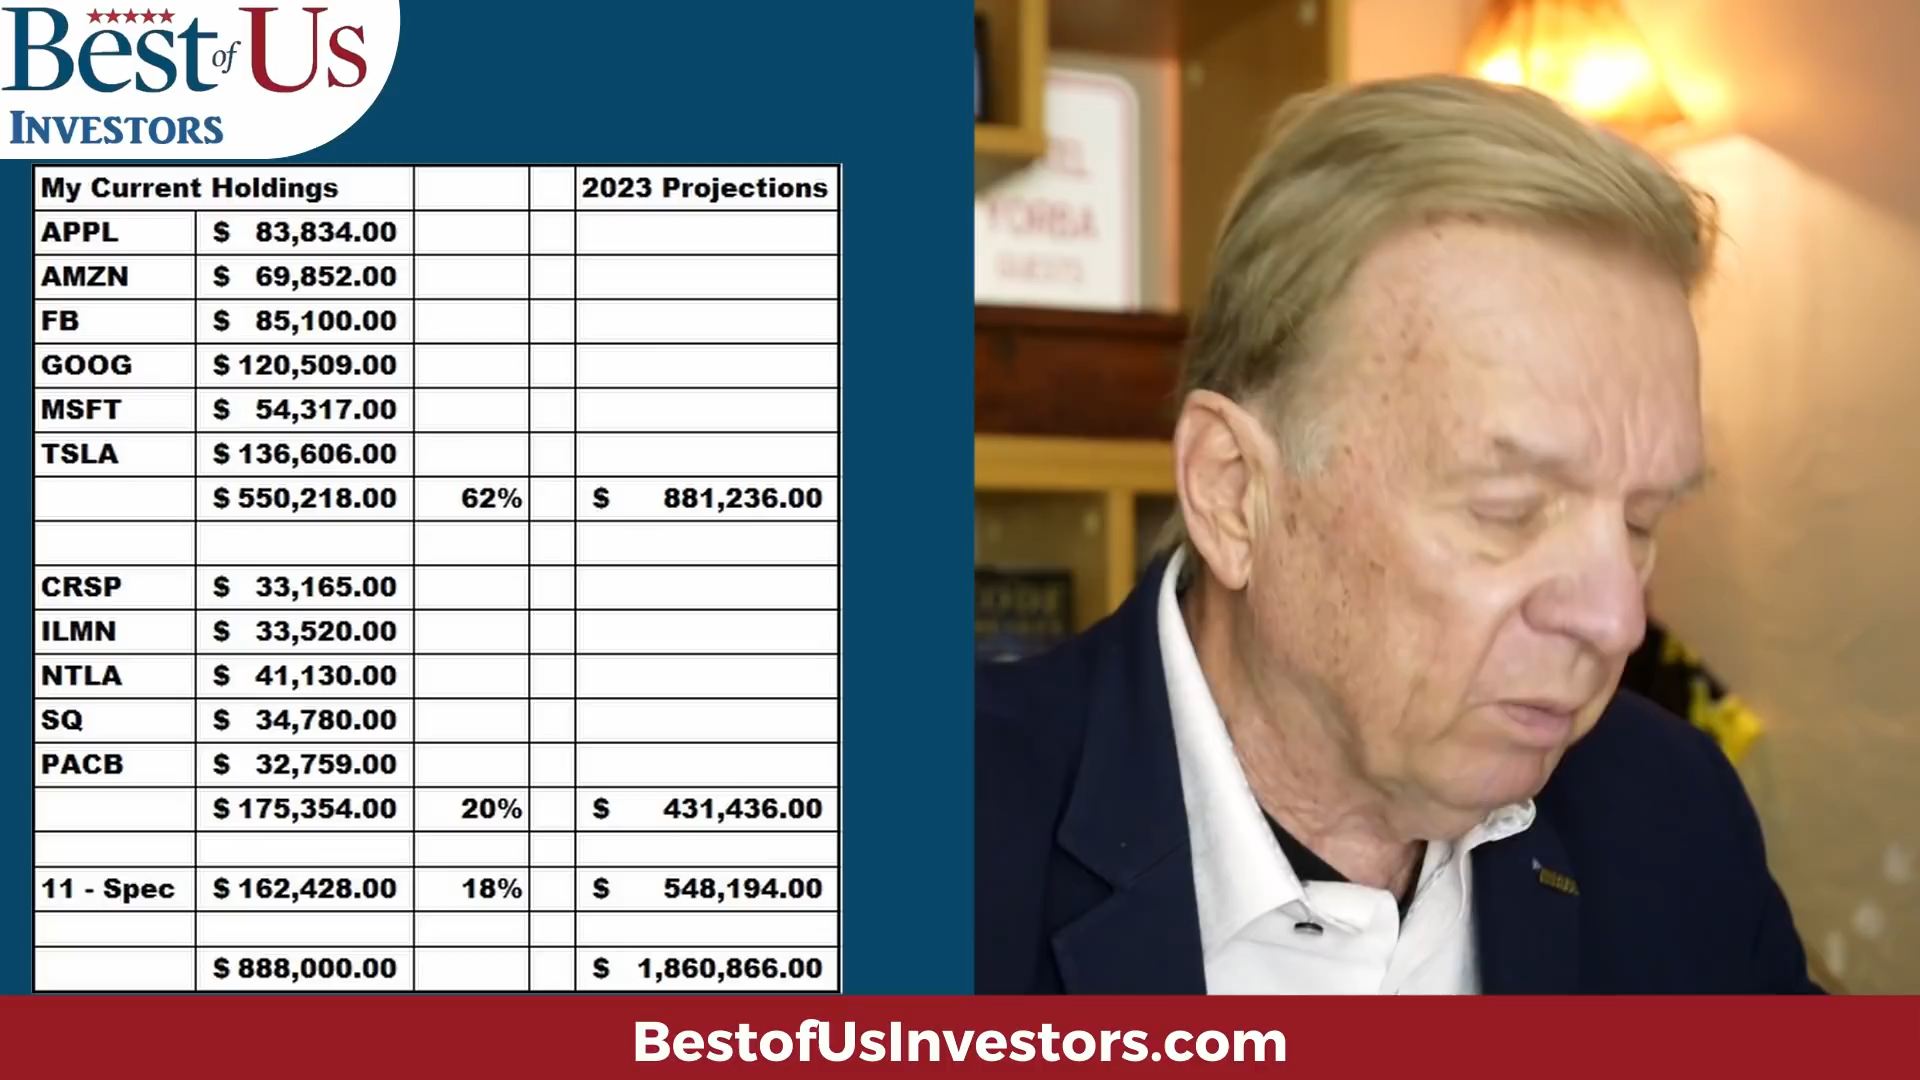 ★★★★★
Best of Us
INVESTORS
My Current Holdings 2023 Projections
APPL $ 83,834.00
AMZN $ 69,852.00
FB $ 85,100.00
GOOG $ 120,509.00
MSFT $ 54,317.00
TSLA $ 136,606.00
$ 550,218.00 62% $ 881,236.00
CRSP $ 33,165.00
ILMN $ 33,520.00
NTLA $ 41,130.00
SQ $ 34,780.00
PACB $ 32,759.00
$ 175,354.00 20% $ 431,436.00
11 - Spec $ 162,428.00 18% $ 548,194.00
$ 888,000.00 $ 1,860,866.00
YORBA
BestofUsInvestors.com